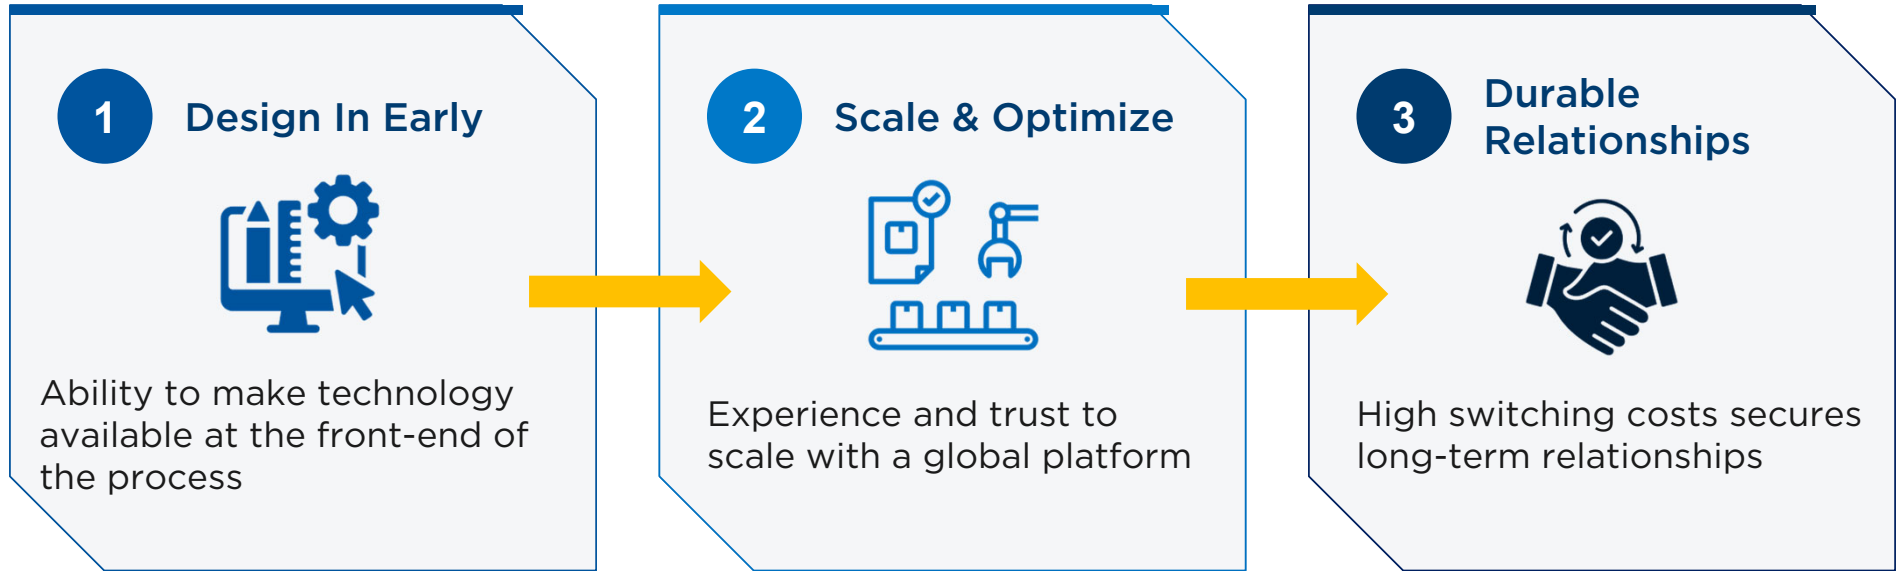 1
Design In Early
Ability to make technology
available at the front-end of
the process
2
Scale & Optimize
Experience and trust to
scale with a global platform
3
Durable
Relationships
High switching costs secures
long-term relationships